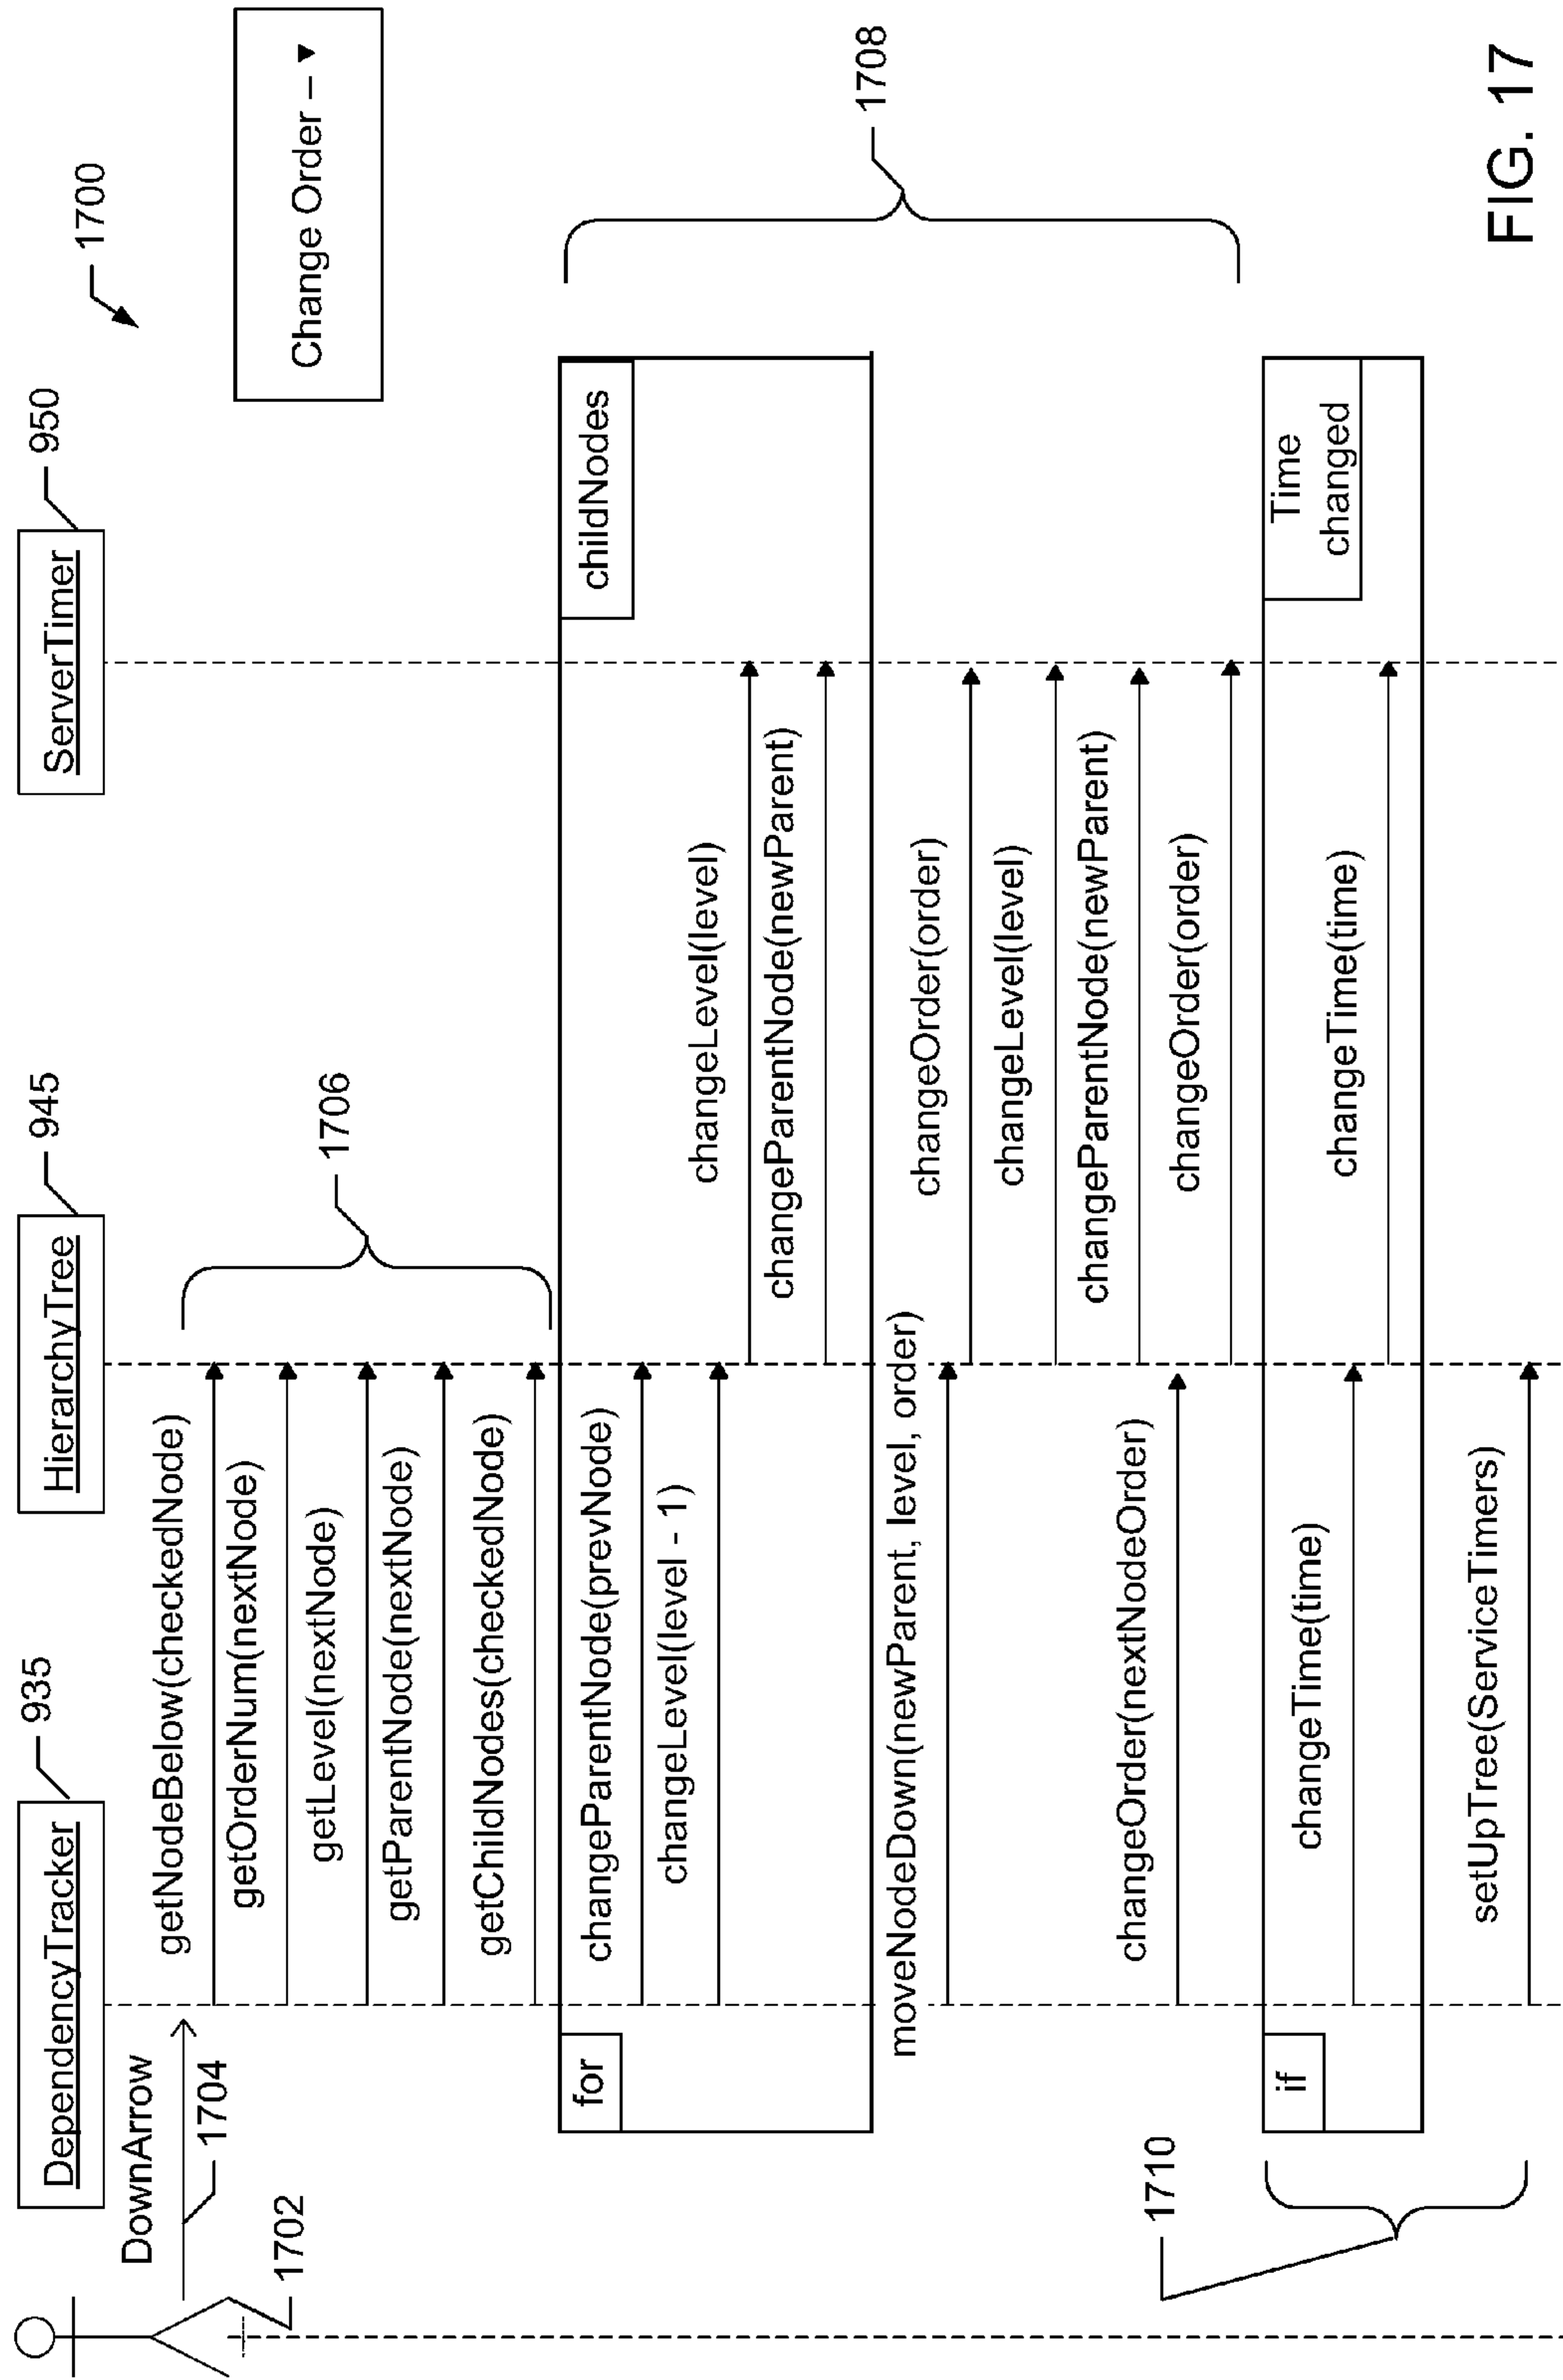 1700
Change Order – ▼
DependencyTracker
935
HierarchyTree
945
ServerTimer
950
DownArrow
1704
1702
getNodeBelow(checkedNode)
getOrderNum(nextNode)
getLevel(nextNode)
getParentNode(nextNode)
getChildNodes(checkedNode)
1706
for
childNodes
changeParentNode(prevNode)
changeLevel(level - 1)
changeLevel(level)
changeParentNode(newParent)
moveNodeDown(newParent, level, order)
changeOrder(order)
changeLevel(level)
changeParentNode(newParent)
changeOrder(nextNodeOrder)
changeOrder(order)
1708
if
Time
changed
changeTime(time)
changeTime(time)
setUpTree(ServiceTimers)
1710
FIG. 17